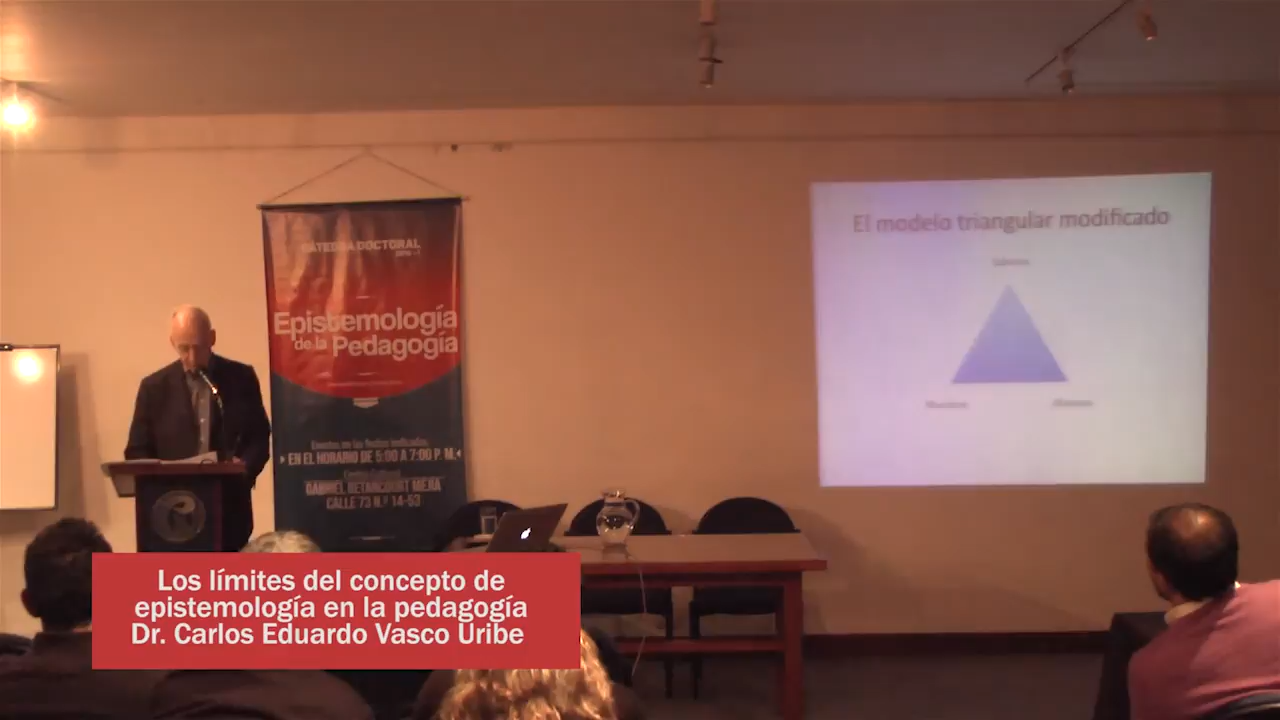 CÁTEDRA DOCTORAL
Epistemología
de la Pedagogía
EN EL HORARIO DE 5:00 A 7:00 P. M.
GABRIEL BETANCOURT MEJÍA
CALLE 73 N.º 14-53
El modelo triangular modificado
Los límites del concepto de
epistemología en la pedagogía
Dr. Carlos Eduardo Vasco Uribe